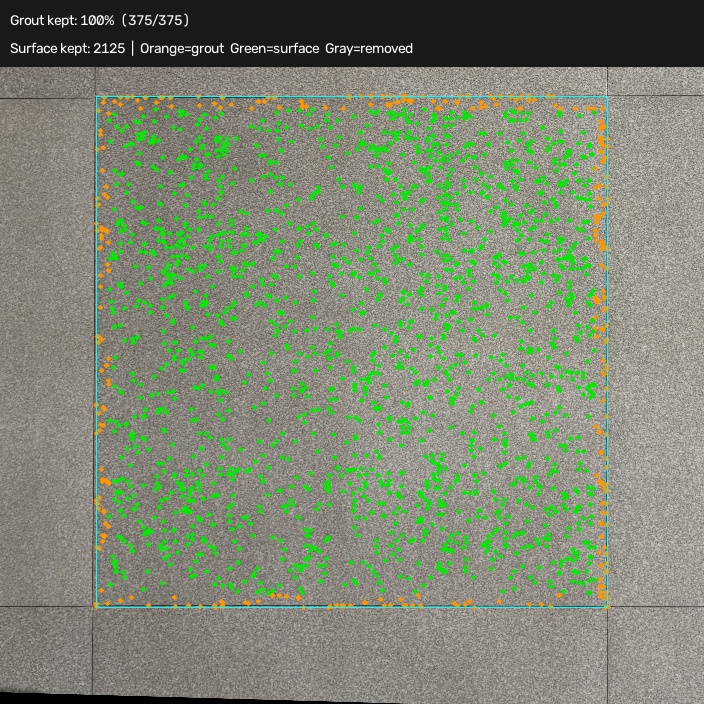 Grout kept: 100% (375/375)
Surface kept: 2125 | Orange=grout Green=surface Gray=removed